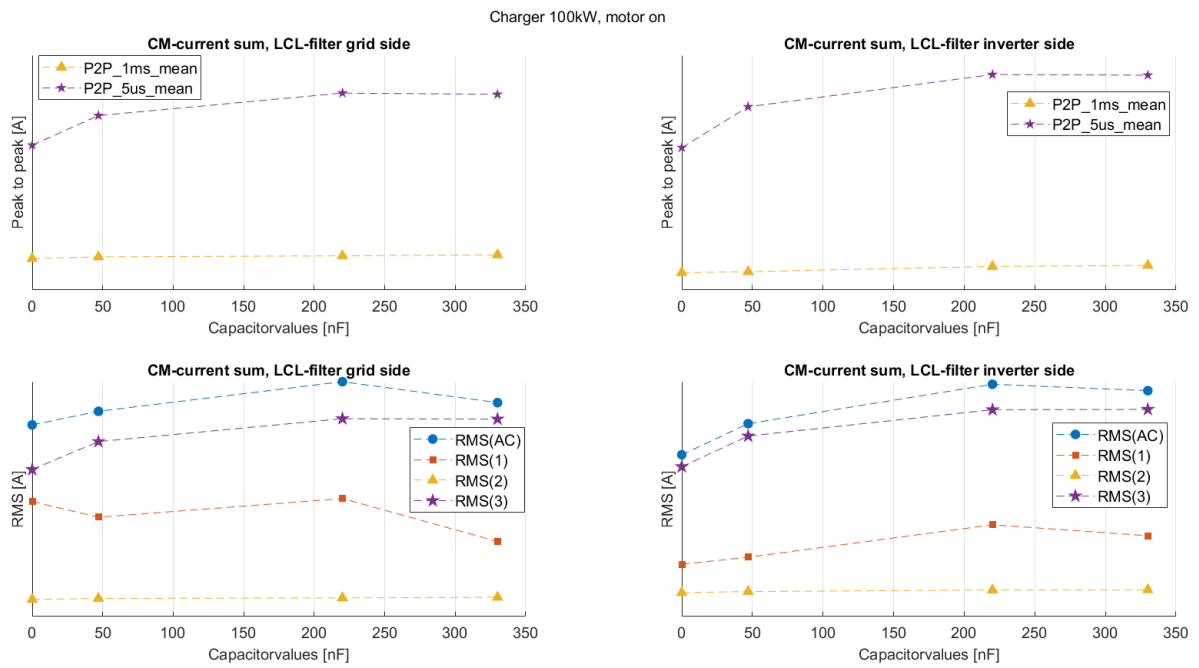 Charger 100kW, motor on
CM-current sum, LCL-filter grid side
P2P_1ms_mean
P2P_5us_mean
Peak to peak [A]
0 50 100 150 200 250 300 350
Capacitorvalues [nF]
CM-current sum, LCL-filter inverter side
P2P_1ms_mean
P2P_5us_mean
Peak to peak [A]
0 50 100 150 200 250 300 350
Capacitorvalues [nF]
CM-current sum, LCL-filter grid side
RMS(AC)
RMS(1)
RMS(2)
RMS(3)
RMS [A]
0 50 100 150 200 250 300 350
Capacitorvalues [nF]
CM-current sum, LCL-filter inverter side
RMS(AC)
RMS(1)
RMS(2)
RMS(3)
RMS [A]
0 50 100 150 200 250 300 350
Capacitorvalues [nF]